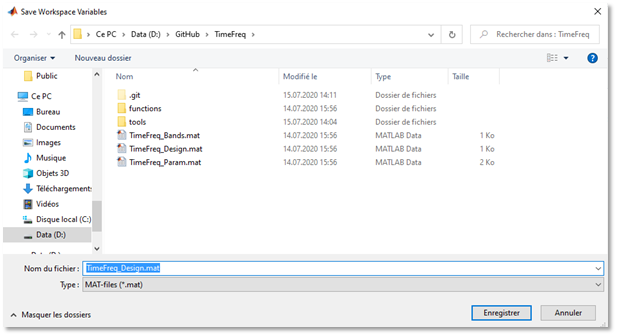 Save Workspace Variables
Ce PC > Data (D:) > GitHub > TimeFreq >
Rechercher dans : TimeFreq
Organiser
Nouveau dossier
Nom
Modifié le
Type
Taille
Public
Ce PC
Bureau
Documents
Images
Musique
Objets 3D
Téléchargements
Vidéos
Disque local (C:)
Data (D:)
.git 15.07.2020 14:11 Dossier de fichiers
functions 14.07.2020 15:56 Dossier de fichiers
tools 15.07.2020 14:04 Dossier de fichiers
TimeFreq_Bands.mat 14.07.2020 15:56 MATLAB Data 1 Ko
TimeFreq_Design.mat 14.07.2020 15:56 MATLAB Data 1 Ko
TimeFreq_Param.mat 14.07.2020 15:56 MATLAB Data 2 Ko
Nom du fichier : TimeFreq_Design.mat
Type : MAT-files (*.mat)
Masquer les dossiers
Enregistrer
Annuler